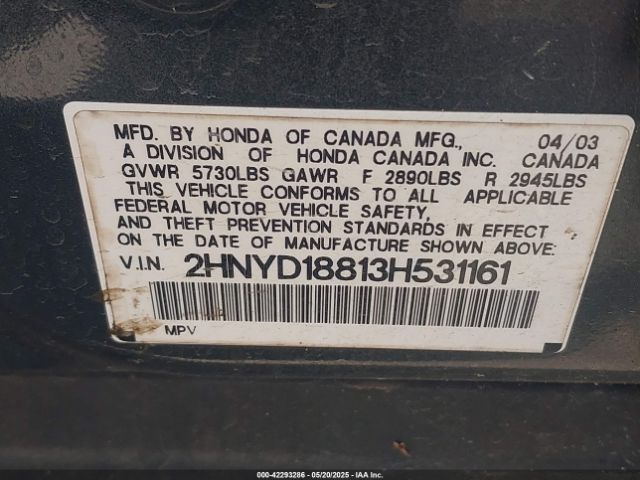 MFD. BY HONDA OF CANADA MFG., 04/03
A DIVISION OF HONDA CANADA INC. CANADA
GVWR 5730LBS GAWR F 2890LBS R 2945LBS
THIS VEHICLE CONFORMS TO ALL APPLICABLE
FEDERAL MOTOR VEHICLE SAFETY,
AND THEFT PREVENTION STANDARDS IN EFFECT
ON THE DATE OF MANUFACTURE SHOWN ABOVE:
V.I.N. 2HNYD18813H531161
MPV
000-42293286 - 05/20/2025 - IAA Inc.